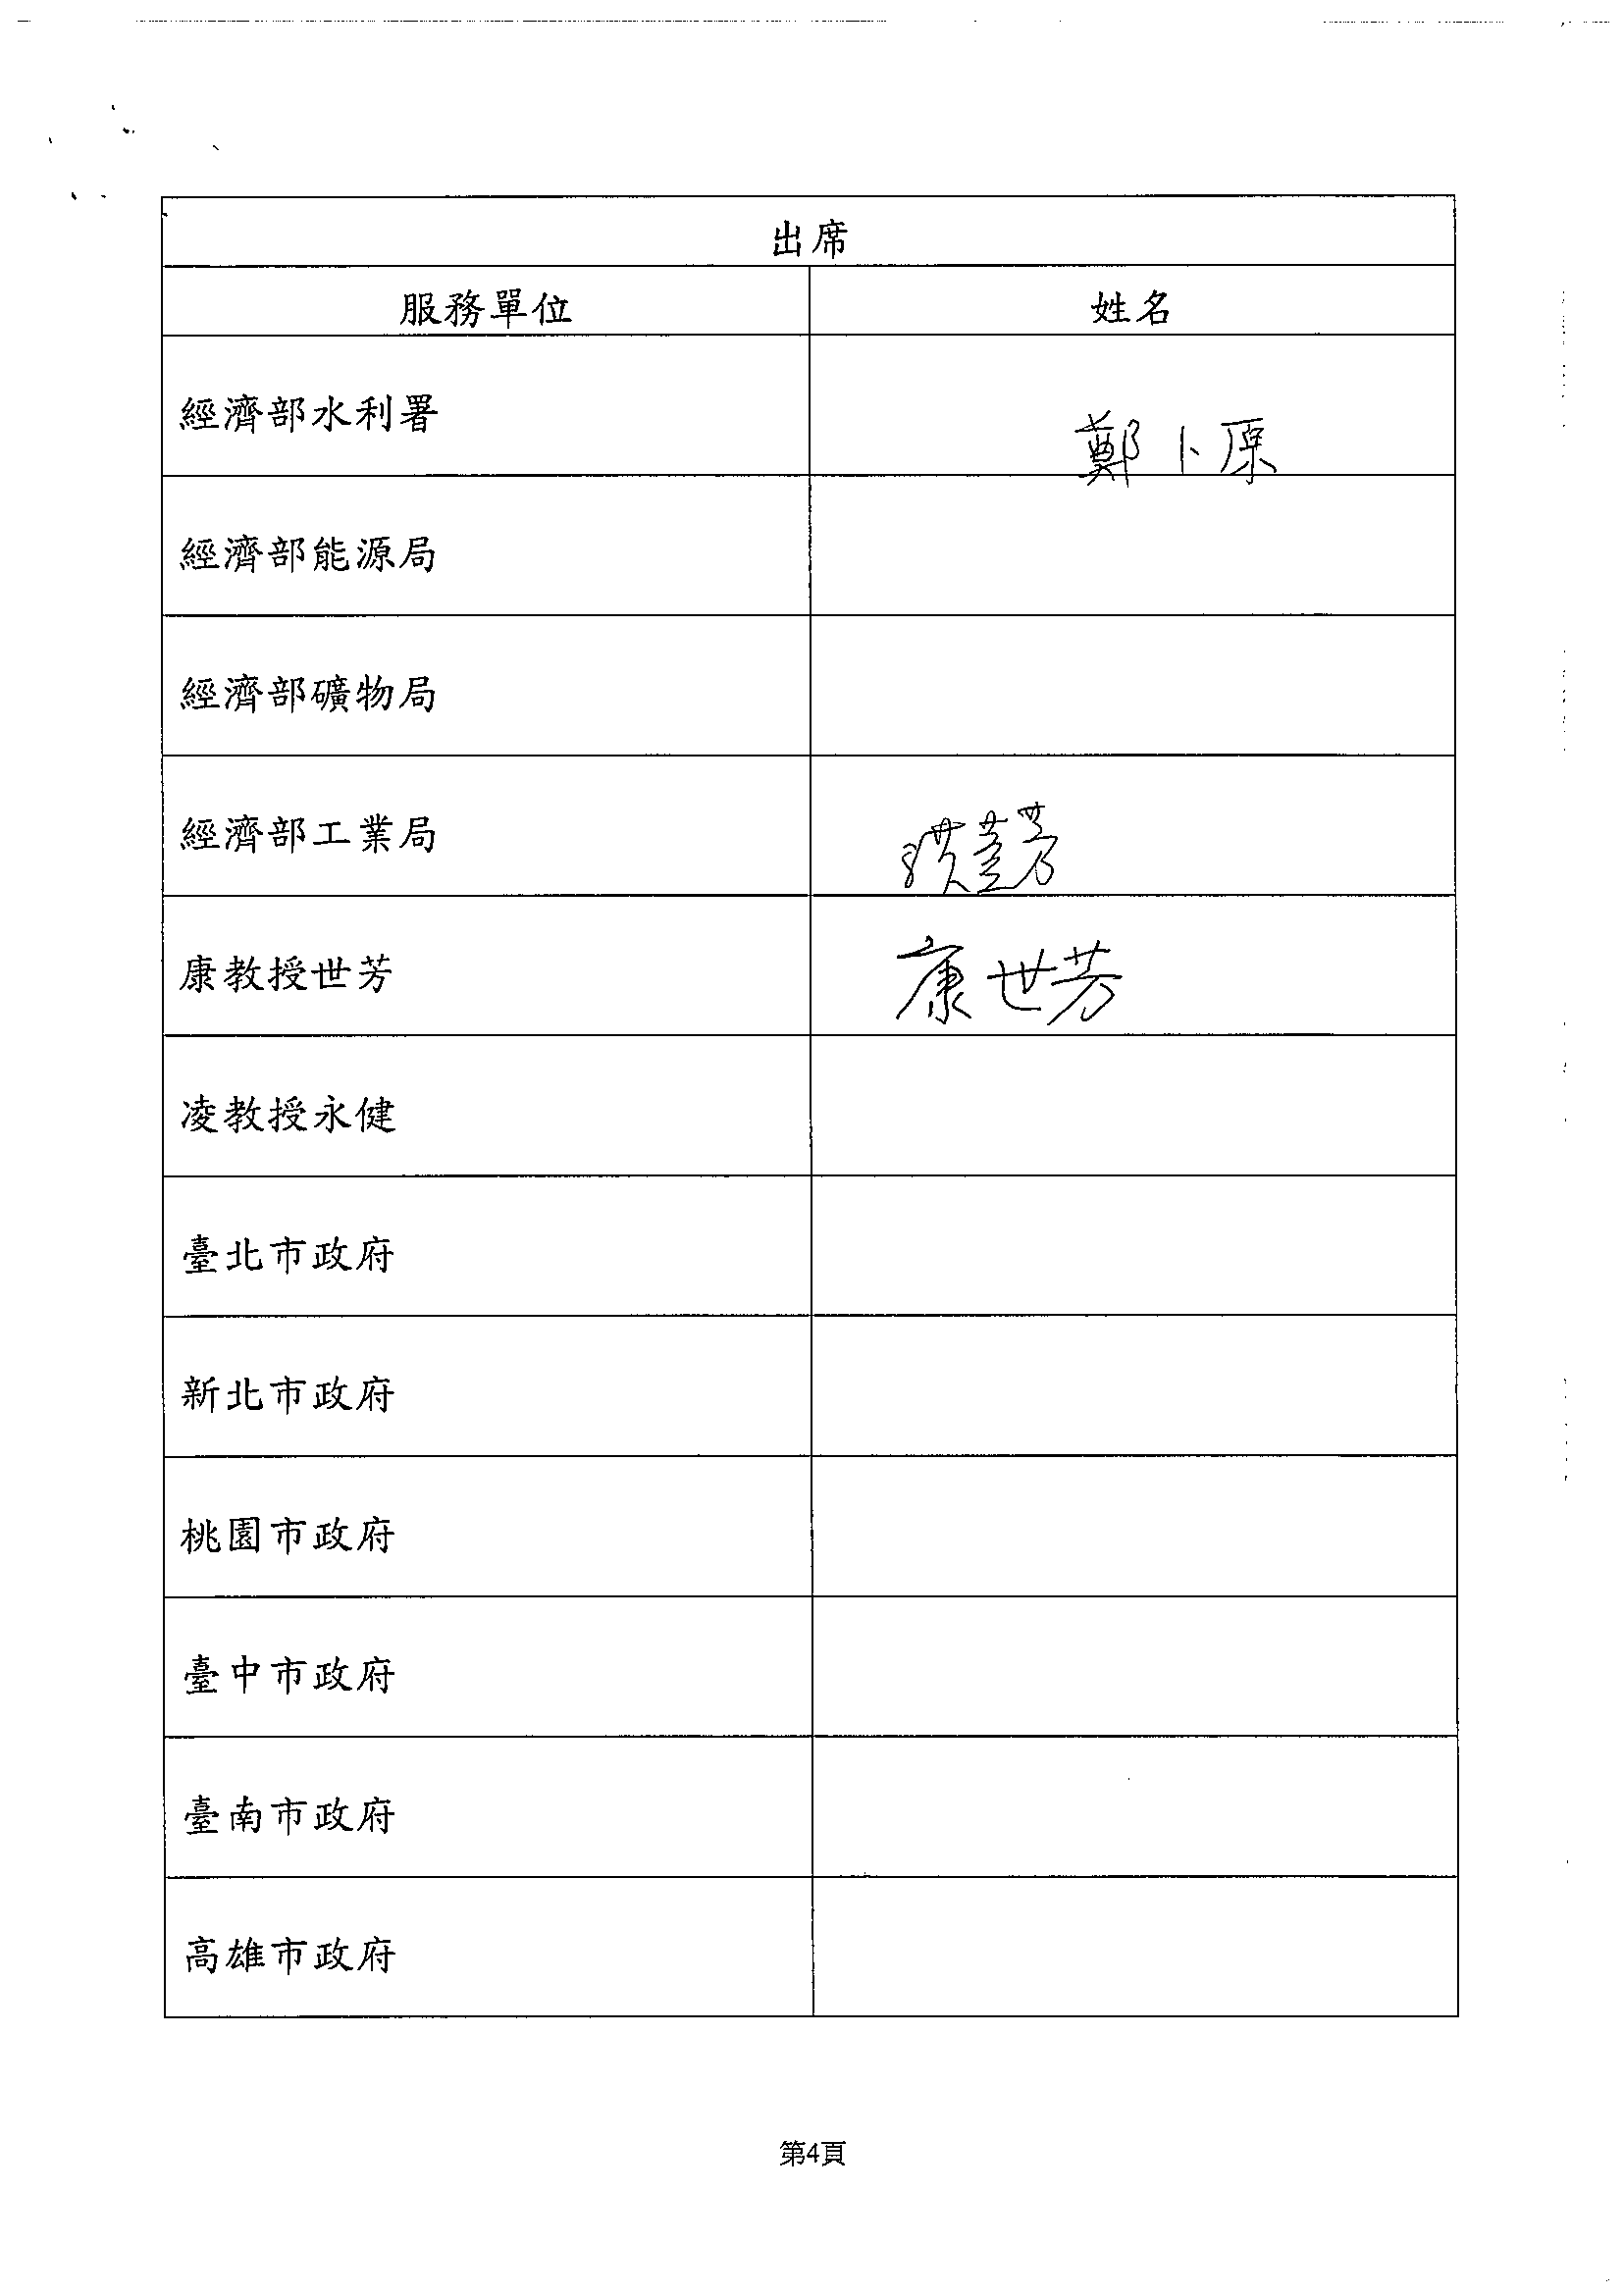 出席
服務單位 姓名
經濟部水利署 鄭卜原
經濟部能源局
經濟部礦物局
經濟部工業局
康教授世芳 康世芳
凌教授永健
臺北市政府
新北市政府
桃園市政府
臺中市政府
臺南市政府
高雄市政府
第4頁